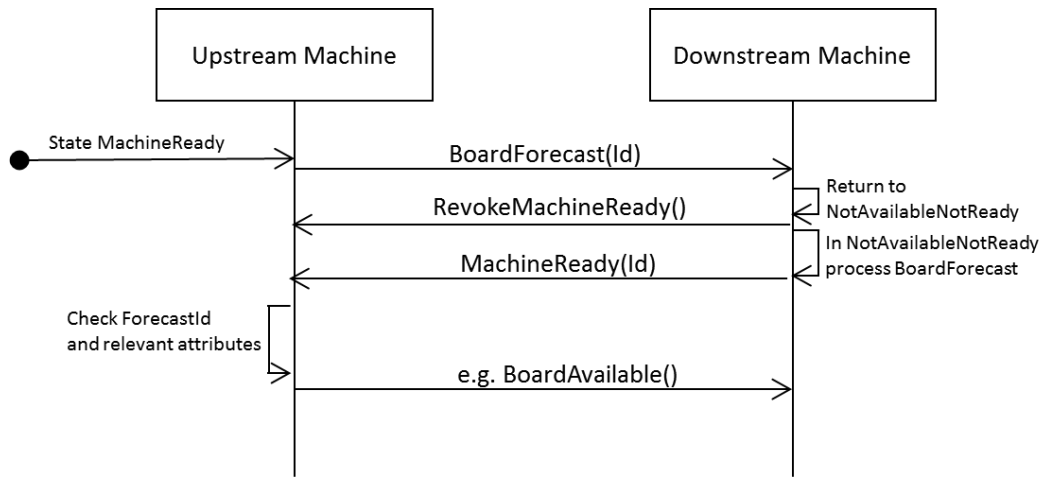 Upstream Machine
Downstream Machine
State MachineReady
BoardForecast(Id)
Return to
NotAvailableNotReady
RevokeMachineReady()
In NotAvailableNotReady
process BoardForecast
MachineReady(Id)
Check ForecastId
and relevant attributes
e.g. BoardAvailable()